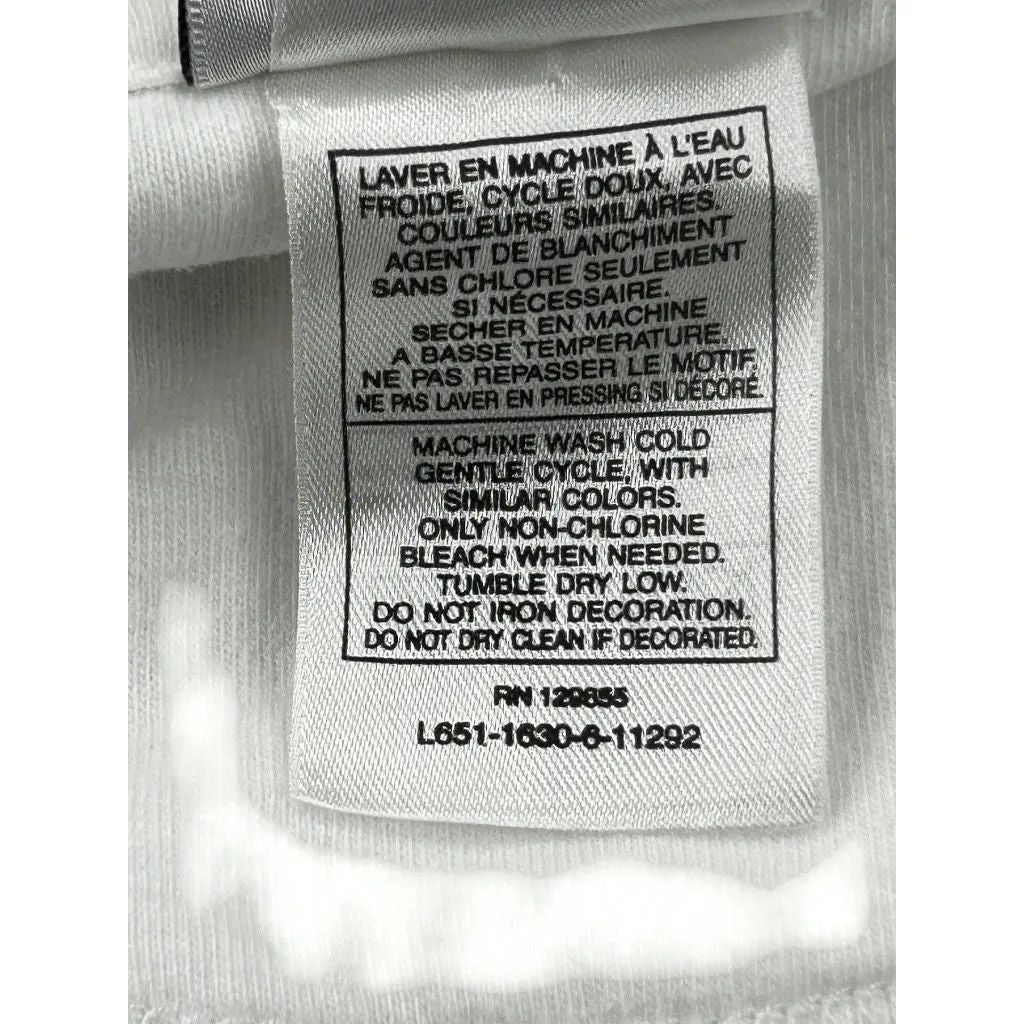 LAVER EN MACHINE À L'EAU
FROIDE, CYCLE DOUX, AVEC
COULEURS SIMILAIRES.
AGENT DE BLANCHIMENT
SANS CHLORE SEULEMENT
SI NÉCESSAIRE.
SECHER EN MACHINE
A BASSE TEMPERATURE.
NE PAS REPASSER LE MOTIF.
NE PAS LAVER EN PRESSING SI DÉCORÉ.
MACHINE WASH COLD
GENTLE CYCLE, WITH
SIMILAR COLORS.
ONLY NON-CHLORINE
BLEACH WHEN NEEDED.
TUMBLE DRY LOW.
DO NOT IRON DECORATION.
DO NOT DRY CLEAN IF DECORATED.
RN 129855
L651-1630-6-11292